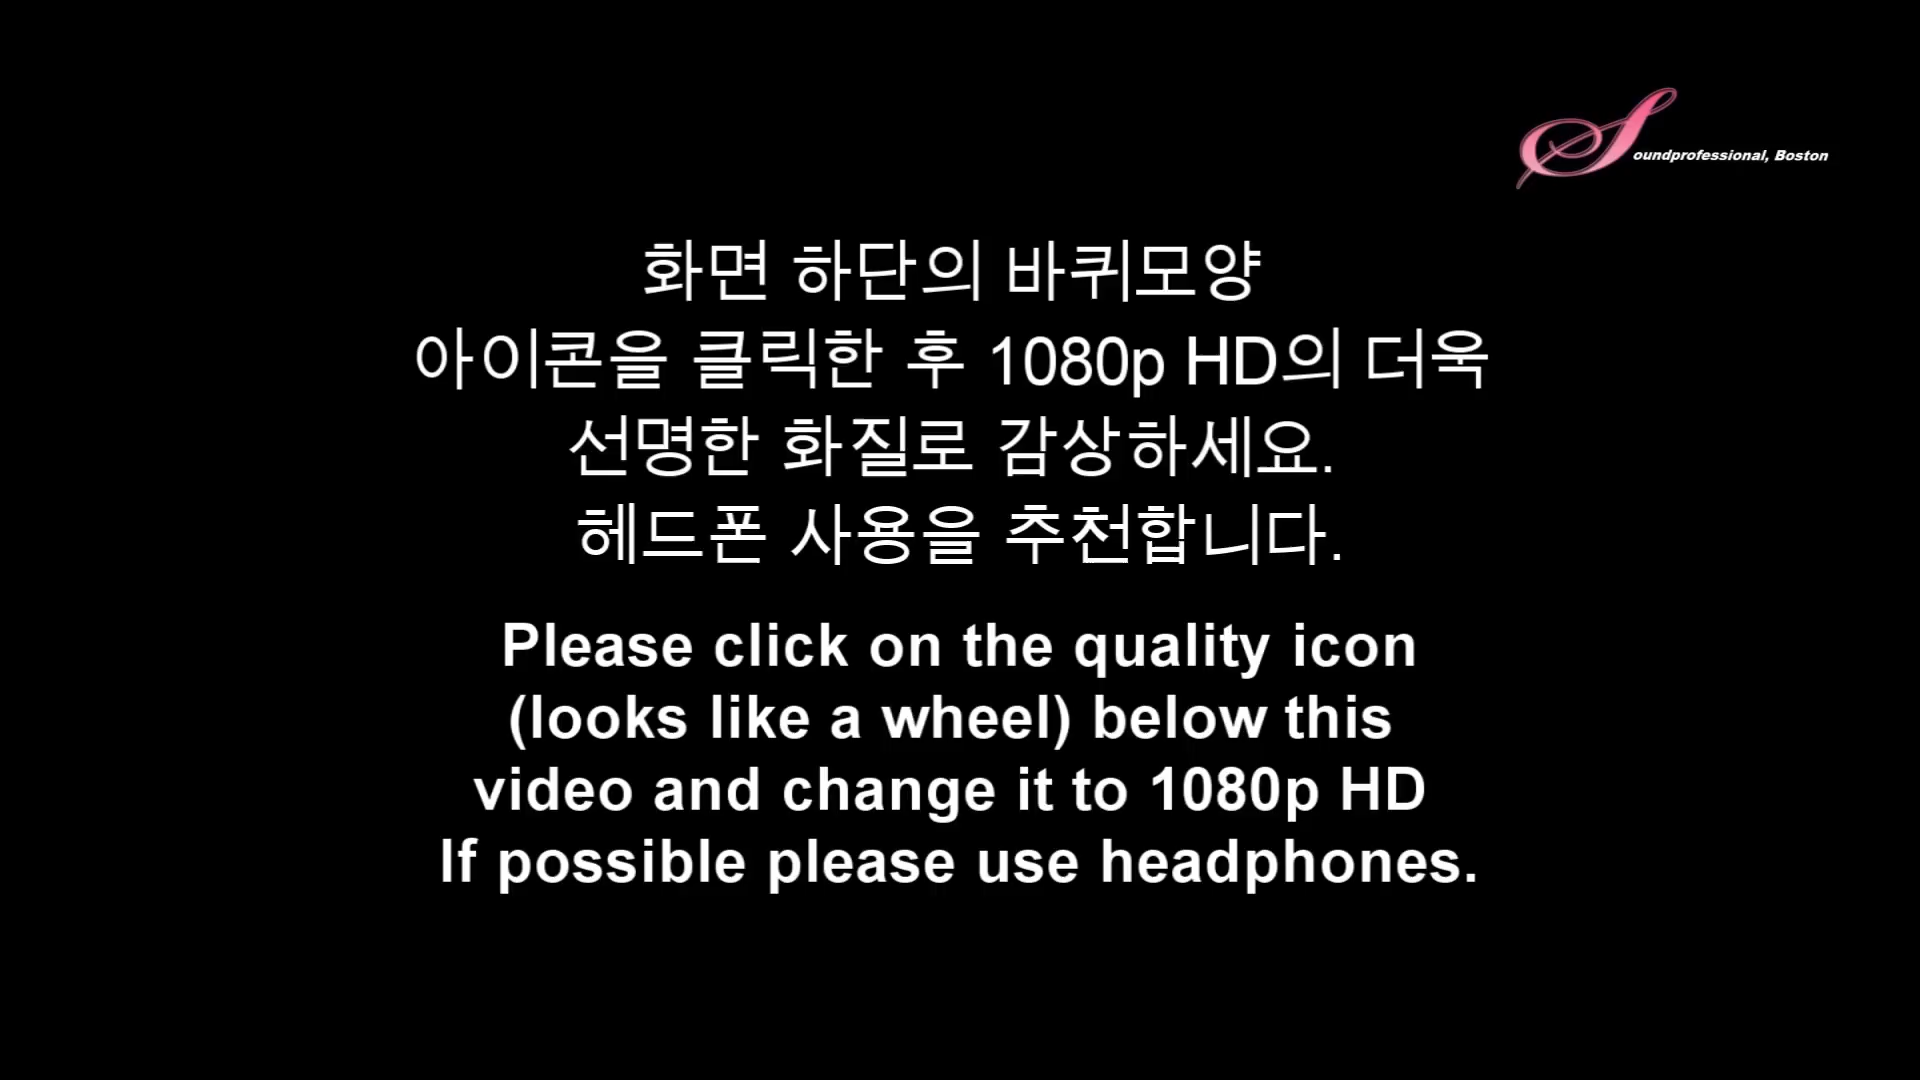 Soundprofessional, Boston
화면 하단의 바퀴모양
아이콘을 클릭한 후 1080p HD의 더욱
선명한 화질로 감상하세요.
헤드폰 사용을 추천합니다.
Please click on the quality icon
(looks like a wheel) below this
video and change it to 1080p HD
If possible please use headphones.